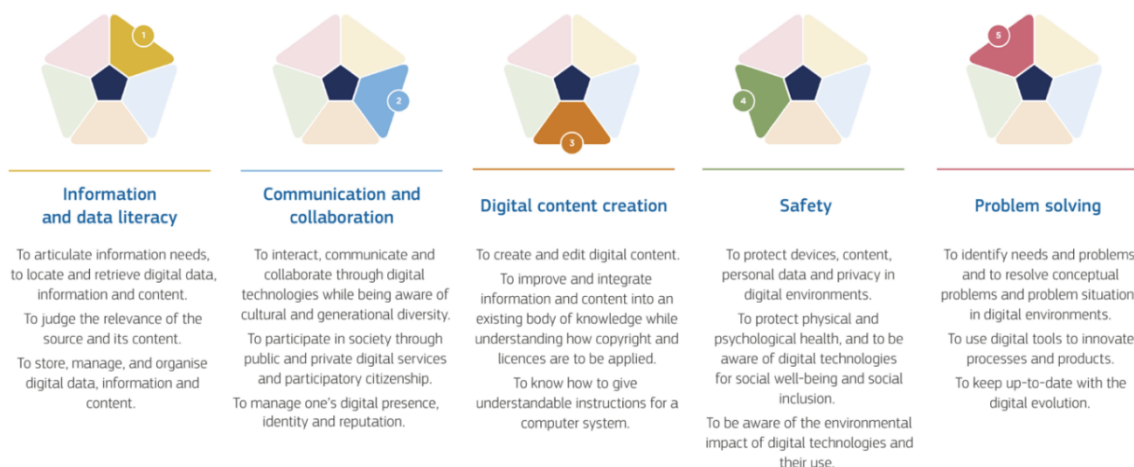 1
Information
and data literacy
To articulate information needs,
to locate and retrieve digital data,
information and content.
To judge the relevance of the
source and its content.
To store, manage, and organise
digital data, information and
content.
2
Communication and
collaboration
To interact, communicate and
collaborate through digital
technologies while being aware of
cultural and generational diversity.
To participate in society through
public and private digital services
and participatory citizenship.
To manage one's digital presence,
identity and reputation.
3
Digital content creation
To create and edit digital content.
To improve and integrate
information and content into an
existing body of knowledge while
understanding how copyright and
licences are to be applied.
To know how to give
understandable instructions for a
computer system.
4
Safety
To protect devices, content,
personal data and privacy in
digital environments.
To protect physical and
psychological health, and to be
aware of digital technologies
for social well-being and social
inclusion.
To be aware of the environmental
impact of digital technologies and
their use.
5
Problem solving
To identify needs and problems
and to resolve conceptual
problems and problem situation
in digital environments.
To use digital tools to innovate
processes and products.
To keep up-to-date with the
digital evolution.